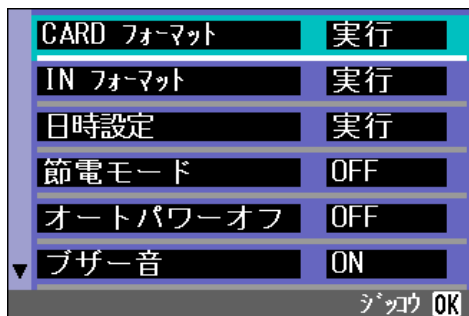 CARD フォーマット 実行
IN フォーマット 実行
日時設定 実行
節電モード OFF
オートパワーオフ OFF
ブザー音 ON
ジッコウ OK